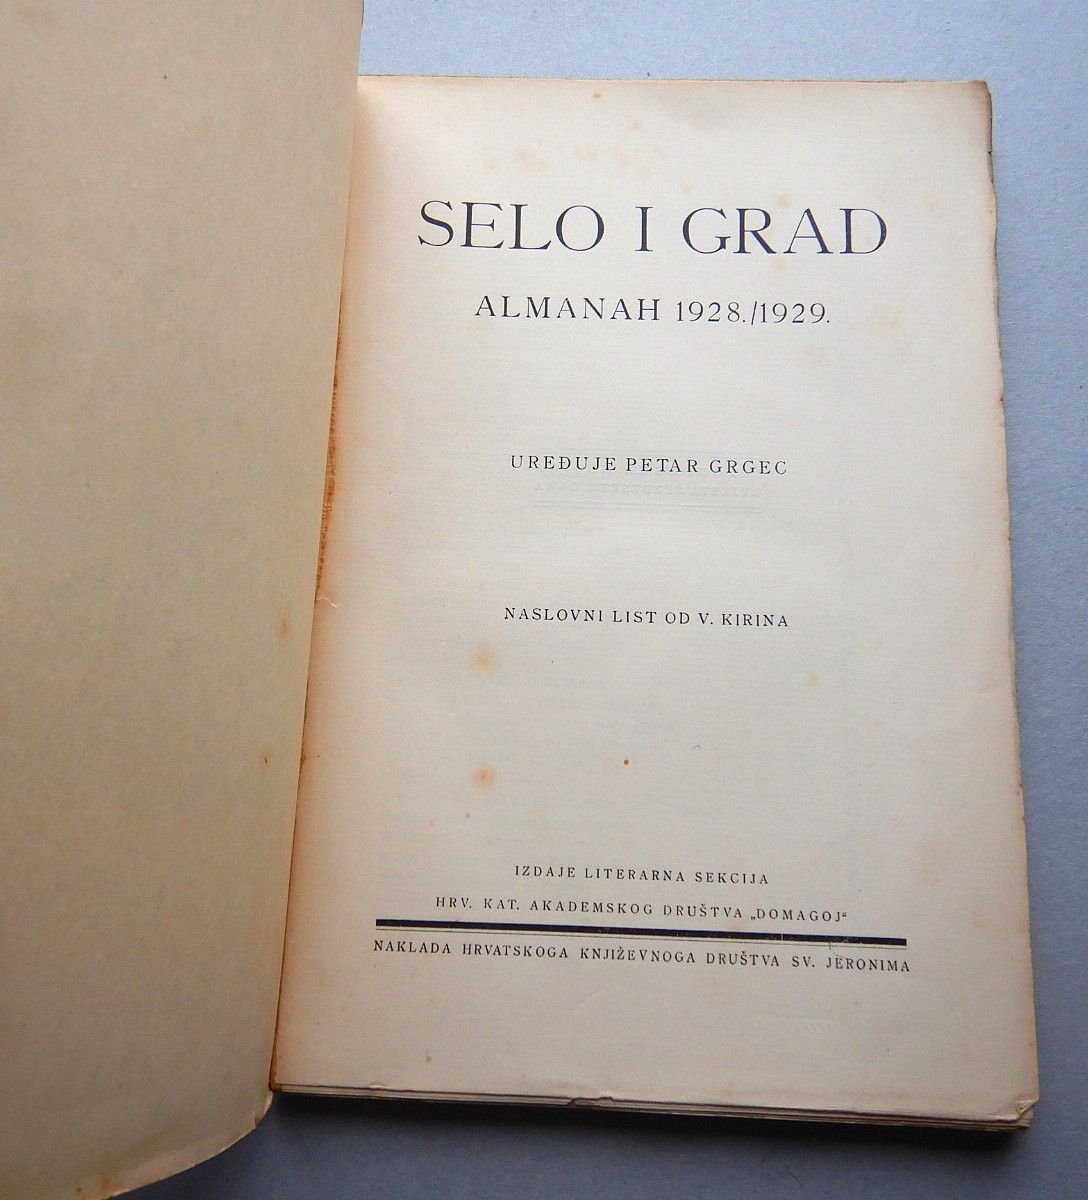 SELO I GRAD
ALMANAH 1928./1929.
UREĐUJE PETAR GRGEC
NASLOVNI LIST OD V. KIRINA
IZDAJE LITERARNA SEKCIJA
HRV. KAT. AKADEMSKOG DRUŠTVA „DOMAGOJ“
NAKLADA HRVATSKOGA KNJIŽEVNOGA DRUŠTVA SV. JERONIMA